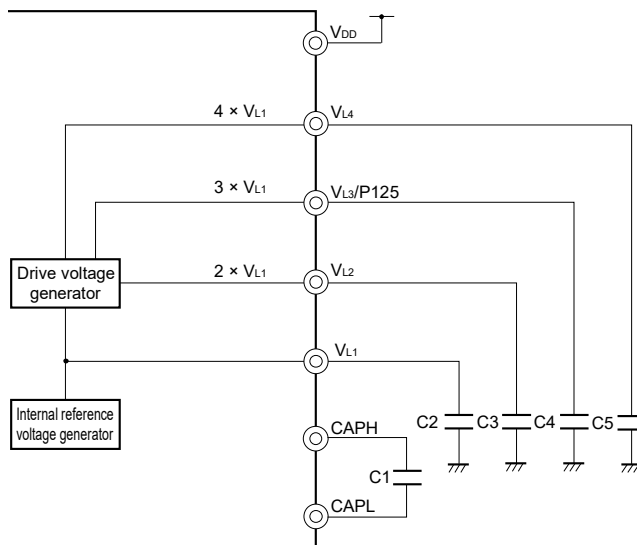 VDD
4 × VL1
VL4
3 × VL1
VL3/P125
Drive voltage
generator
2 × VL1
VL2
VL1
Internal reference
voltage generator
C2
C3
C4
C5
CAPH
C1
CAPL